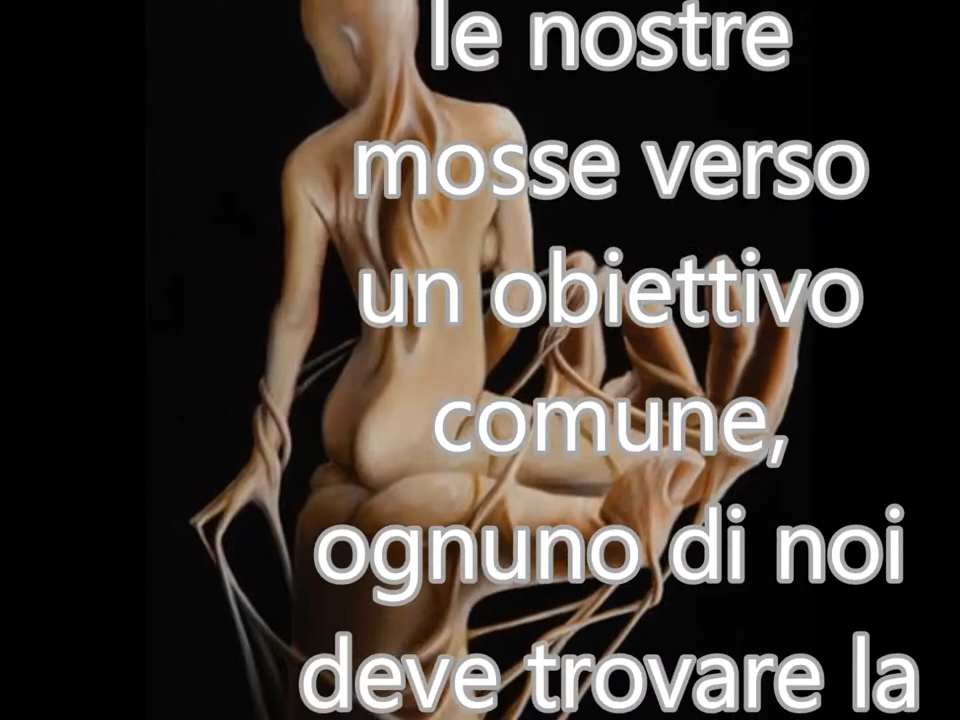 le nostre
mosse verso
un obiettivo
comune,
ognuno di noi
deve trovare la